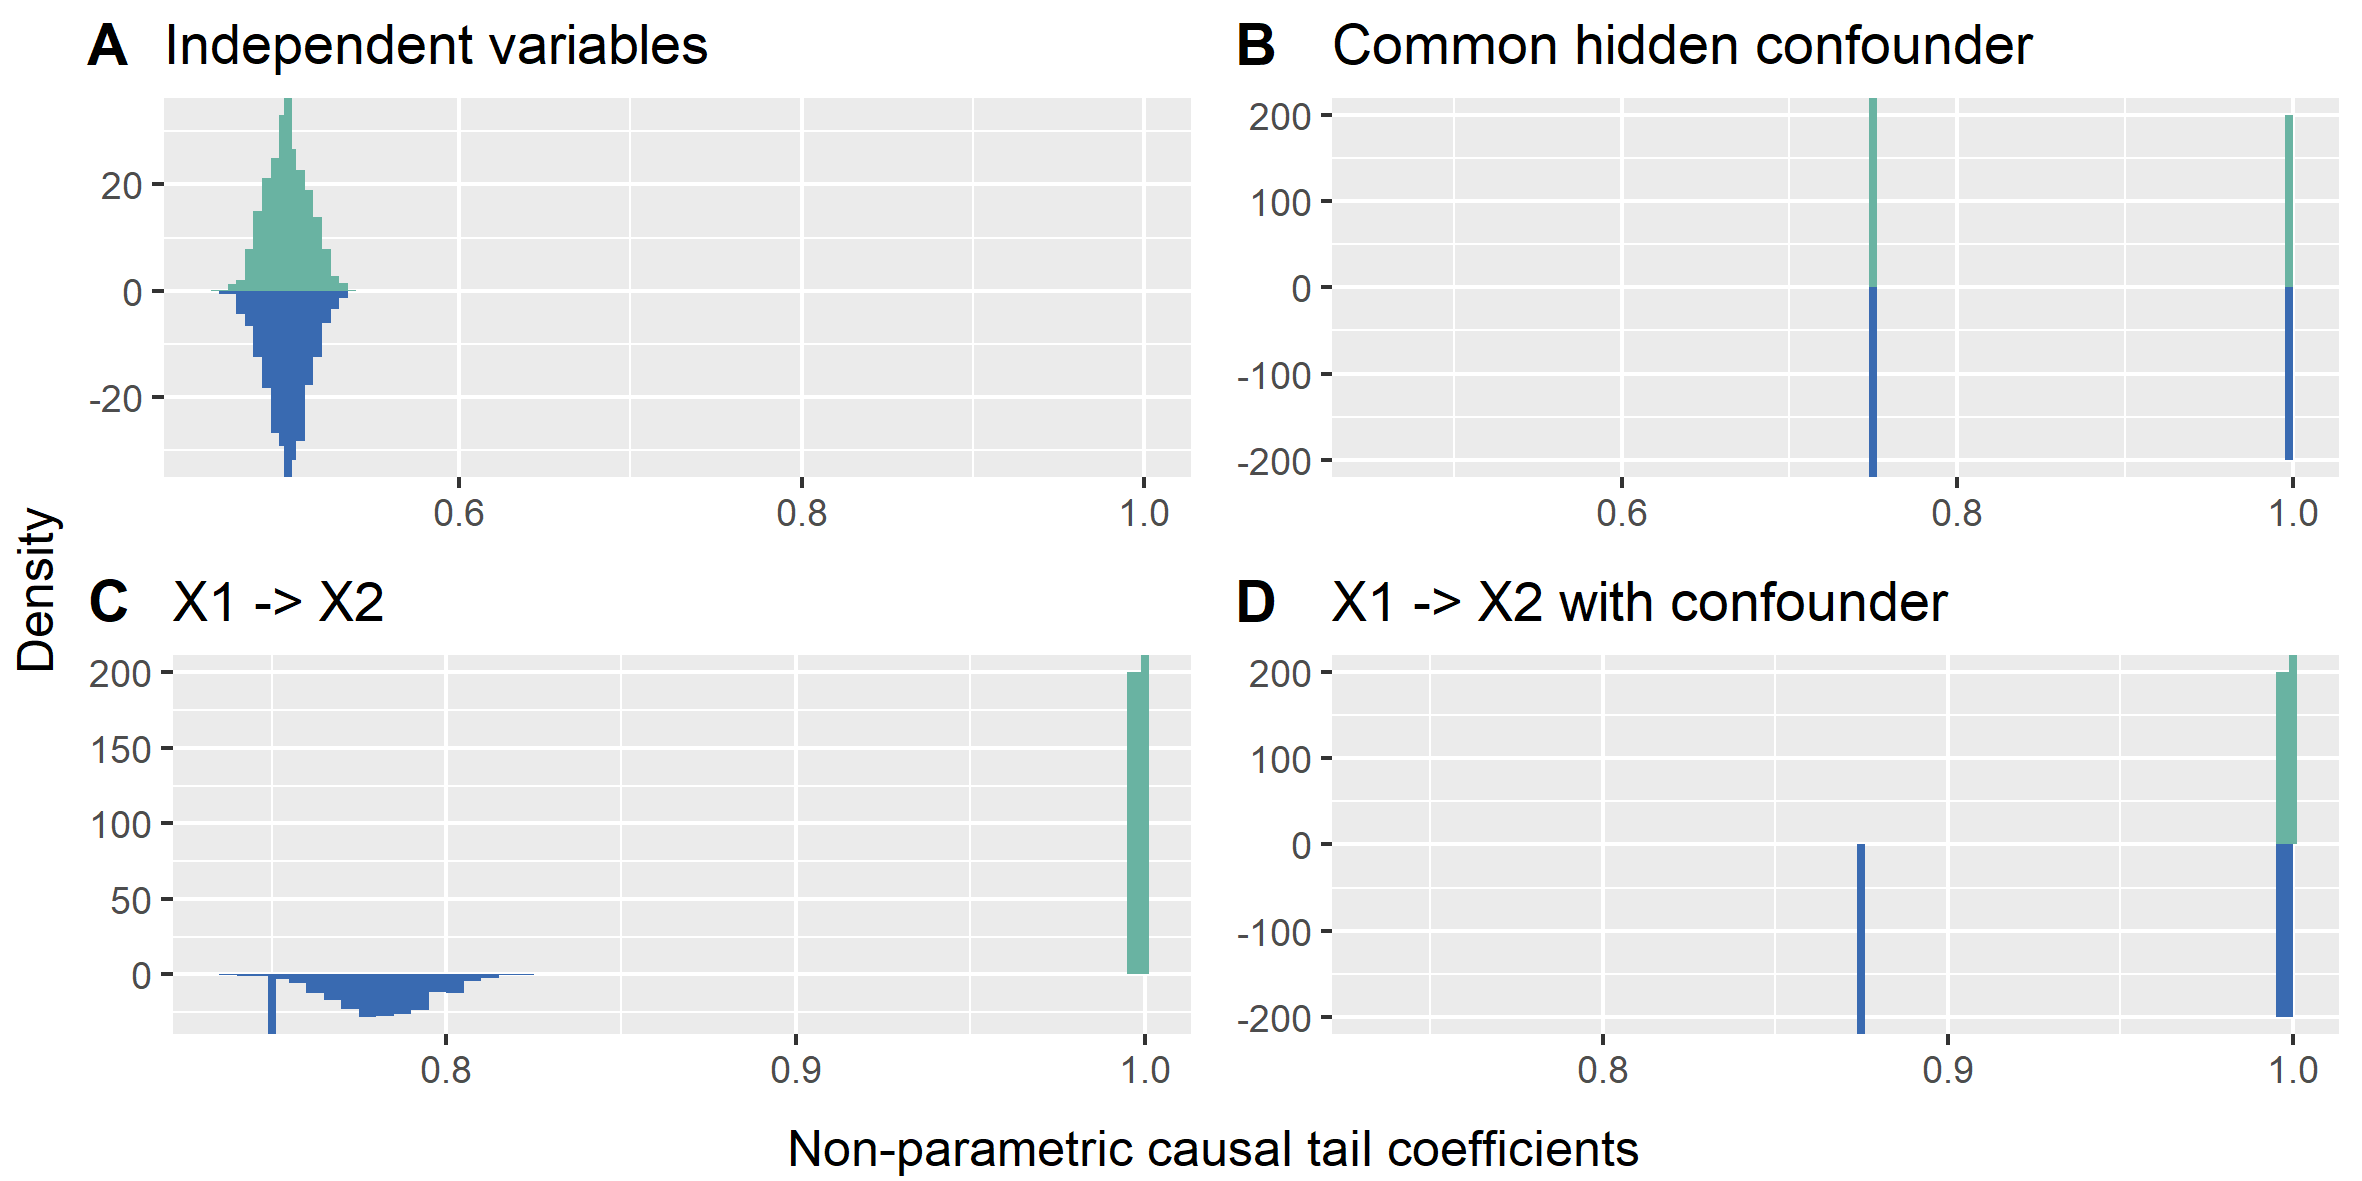 A Independent variables
20
0
-20
0.6 0.8 1.0
B Common hidden confounder
200
100
0
-100
-200
0.6 0.8 1.0
C X1 -> X2
200
150
100
50
0
0.8 0.9 1.0
D X1 -> X2 with confounder
200
100
0
-100
-200
0.8 0.9 1.0
Density
Non-parametric causal tail coefficients